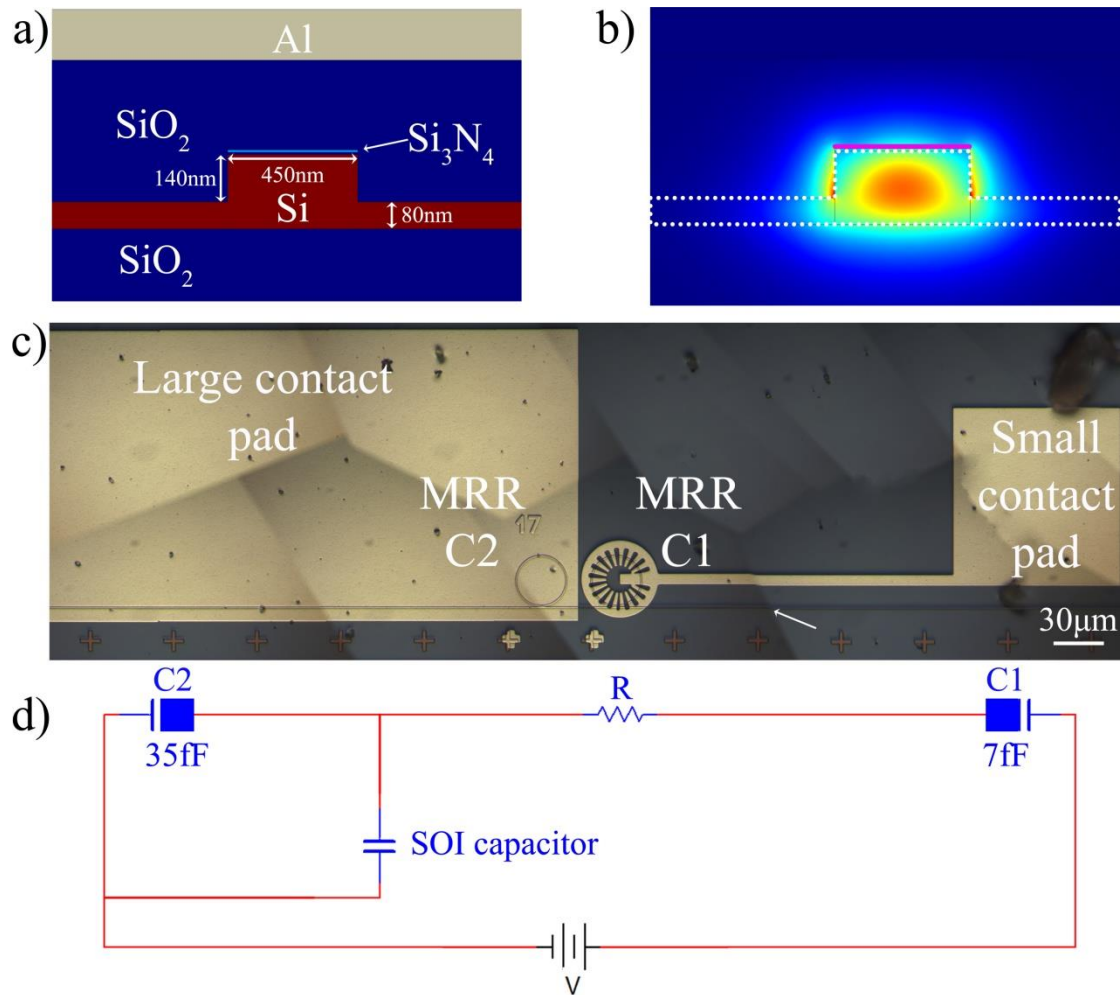 a)
Al
SiO₂
Si₃N₄
140nm
450nm
Si
80nm
SiO₂
b)
c)
Large contact
pad
MRR
C2
17
MRR
C1
Small
contact
pad
30μm
d)
C2
35fF
R
C1
7fF
SOI capacitor
V